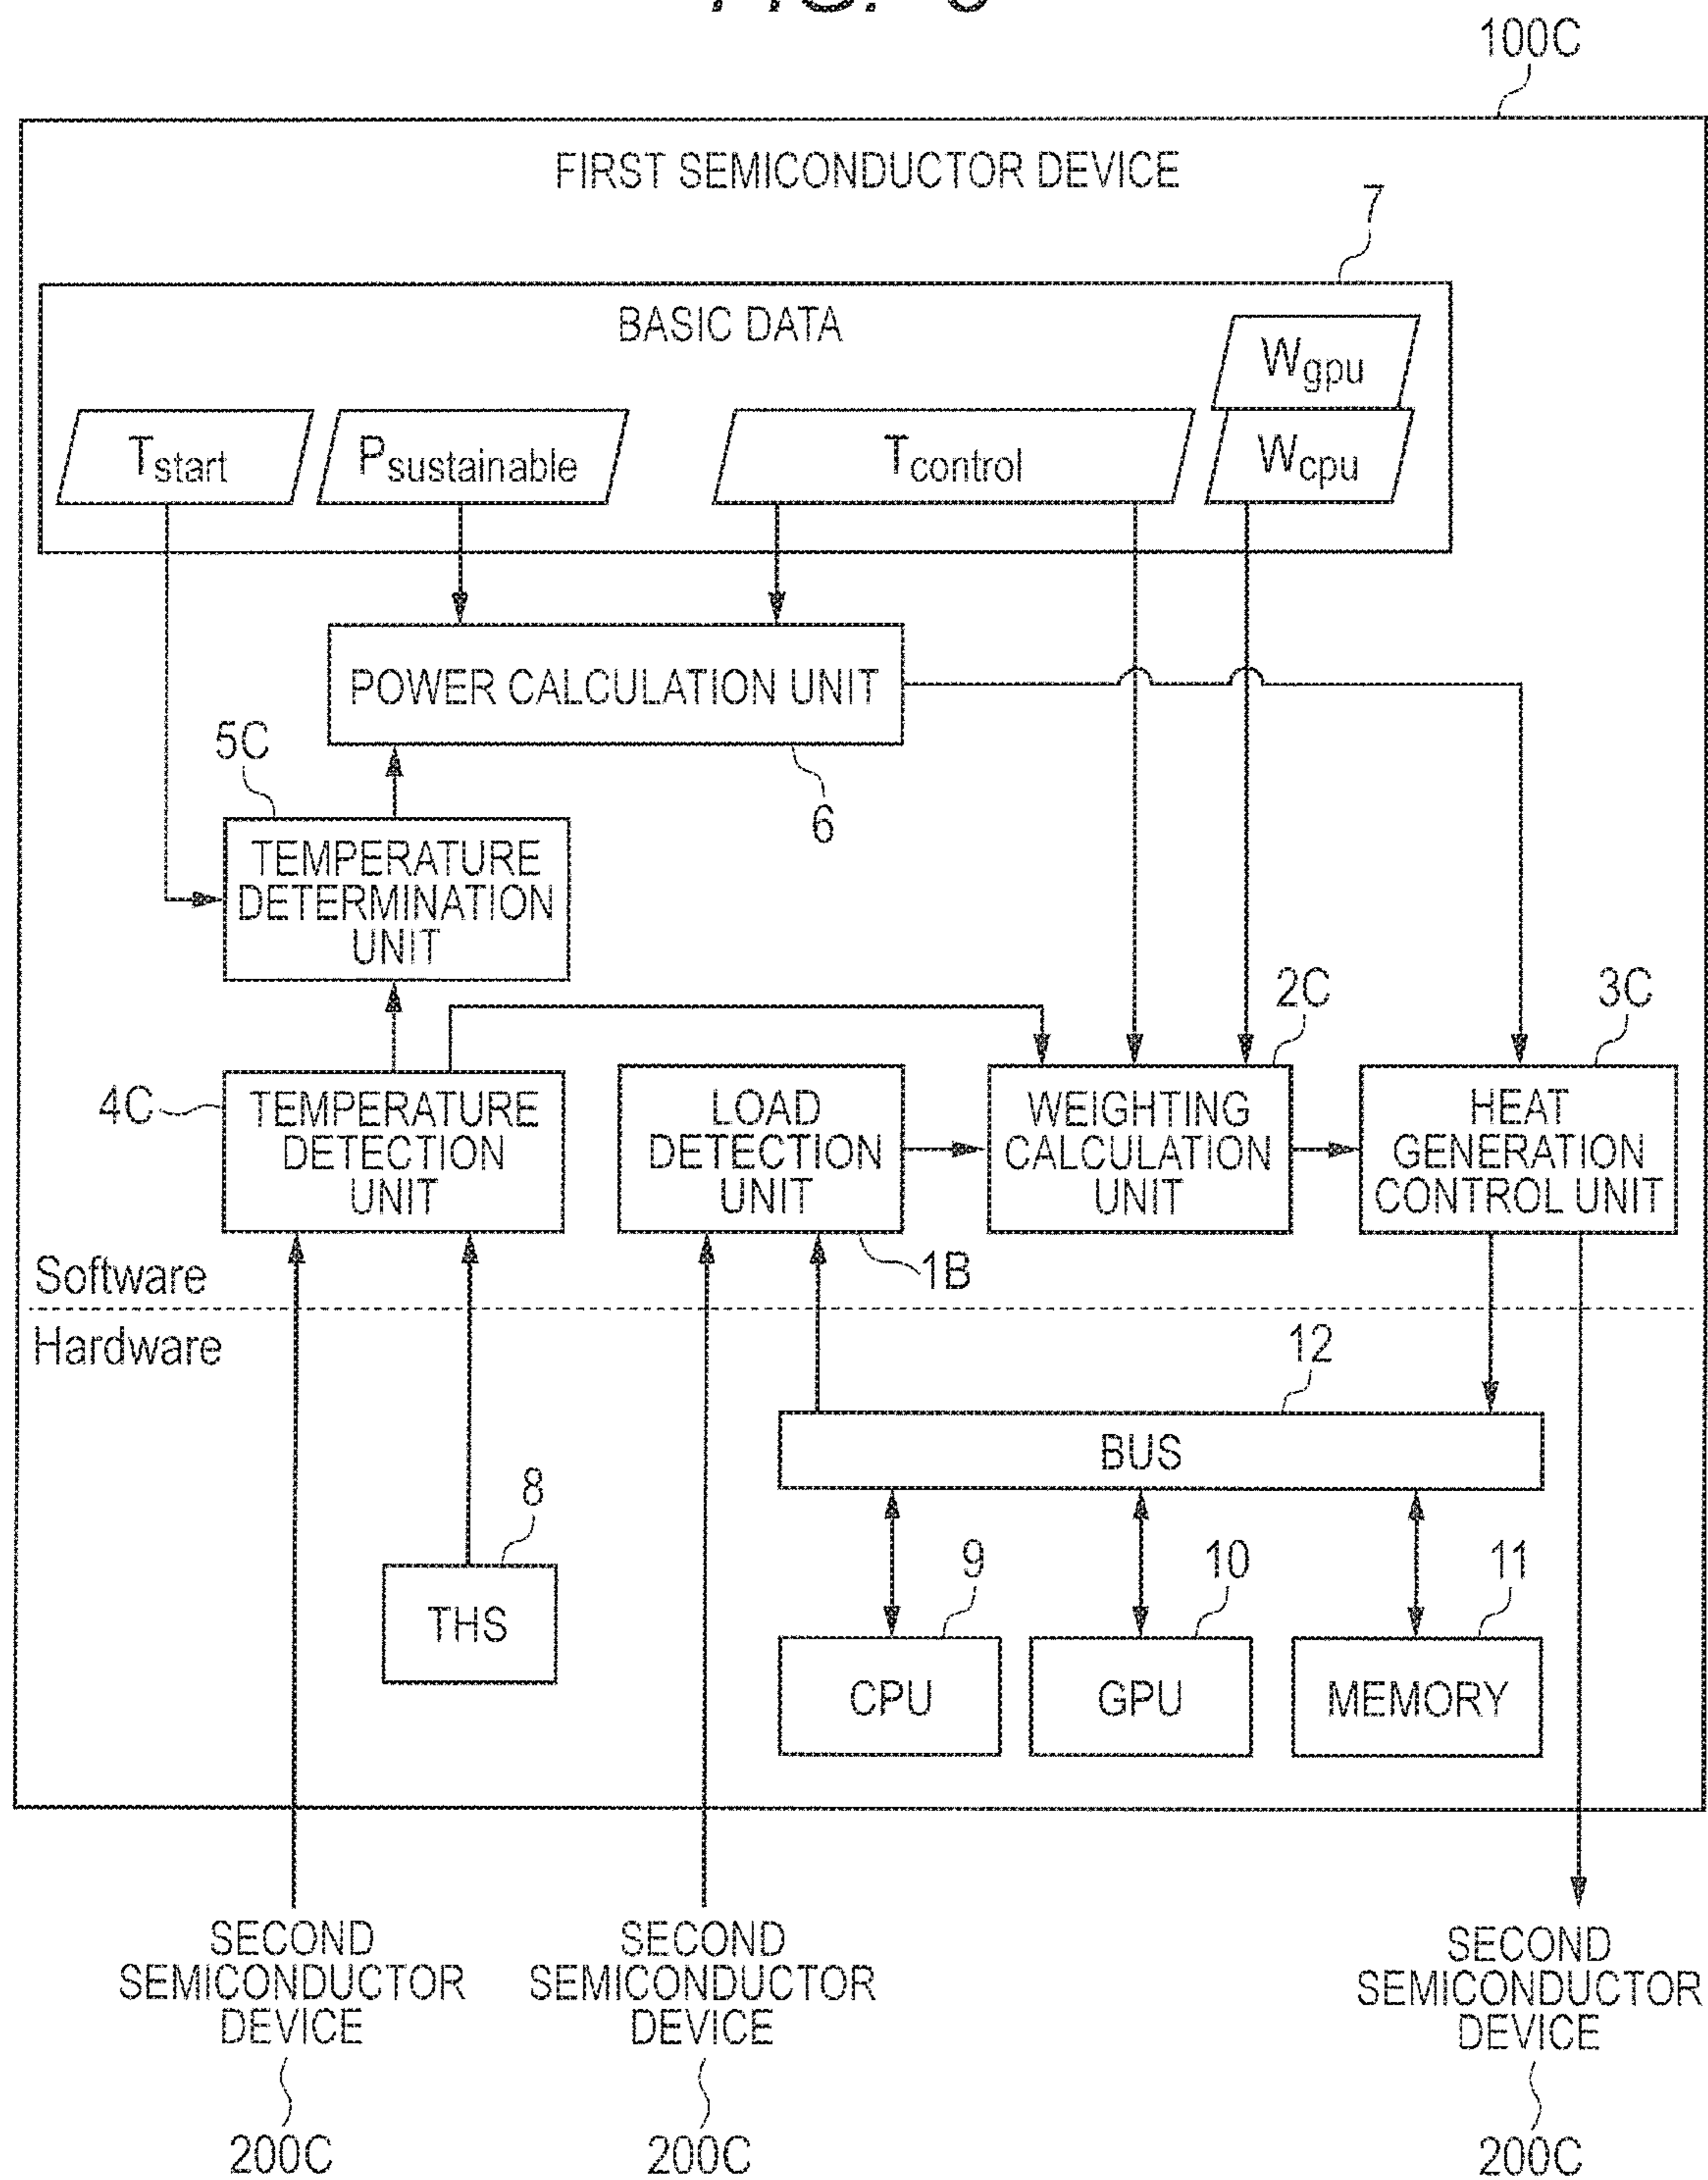 FIG.
100C
FIRST SEMICONDUCTOR DEVICE
7
BASIC DATA
Wgpu
Tstart
Psustainable
Tcontrol
Wcpu
POWER CALCULATION UNIT
5C
6
TEMPERATURE
DETERMINATION
UNIT
2C
3C
4C
TEMPERATURE
DETECTION
UNIT
LOAD
DETECTION
UNIT
WEIGHTING
CALCULATION
UNIT
HEAT
GENERATION
CONTROL UNIT
1B
Software
Hardware
12
BUS
8
THS
9
10
11
CPU
GPU
MEMORY
SECOND
SEMICONDUCTOR
DEVICE
200C
SECOND
SEMICONDUCTOR
DEVICE
200C
SECOND
SEMICONDUCTOR
DEVICE
200C